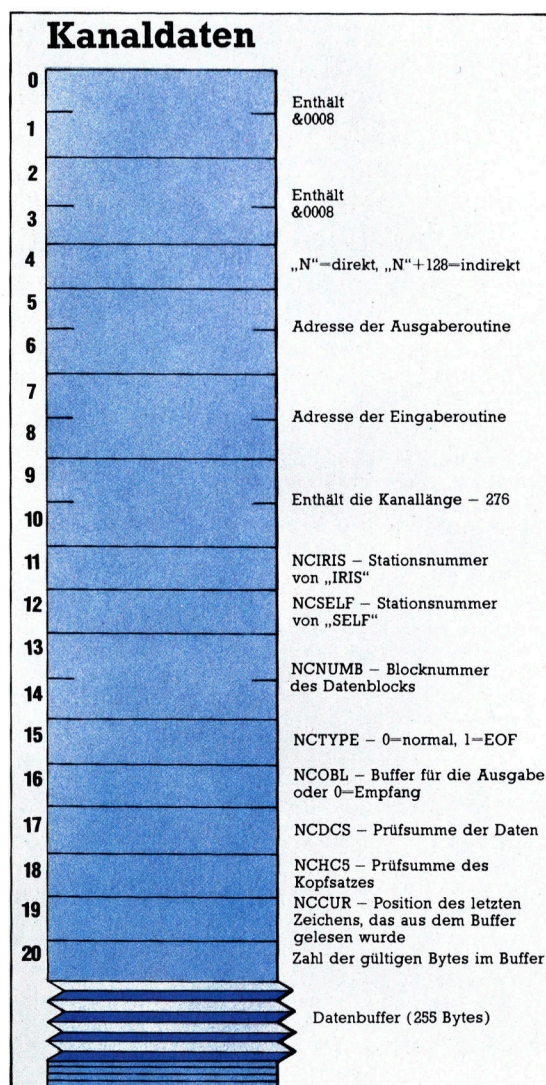 Kanaldaten
0
1
Enthält
&0008
2
3
Enthält
&0008
4
„N“=direkt, „N“+128=indirekt
5
6
Adresse der Ausgaberoutine
7
8
Adresse der Eingaberoutine
9
10
Enthält die Kanallänge – 276
11
NCIRIS – Stationsnummer
von „IRIS“
12
NCSELF – Stationsnummer
von „SELF“
13
14
NCNUMB – Blocknummer
des Datenblocks
15
NCTYPE – 0=normal, 1=EOF
16
NCOBL – Buffer für die Ausgabe
oder 0=Empfang
17
NCDCS – Prüfsumme der Daten
18
NCHC5 – Prüfsumme des
Kopfsatzes
19
NCCUR – Position des letzten
Zeichens, das aus dem Buffer
gelesen wurde
20
Zahl der gültigen Bytes im Buffer
Datenbuffer (255 Bytes)